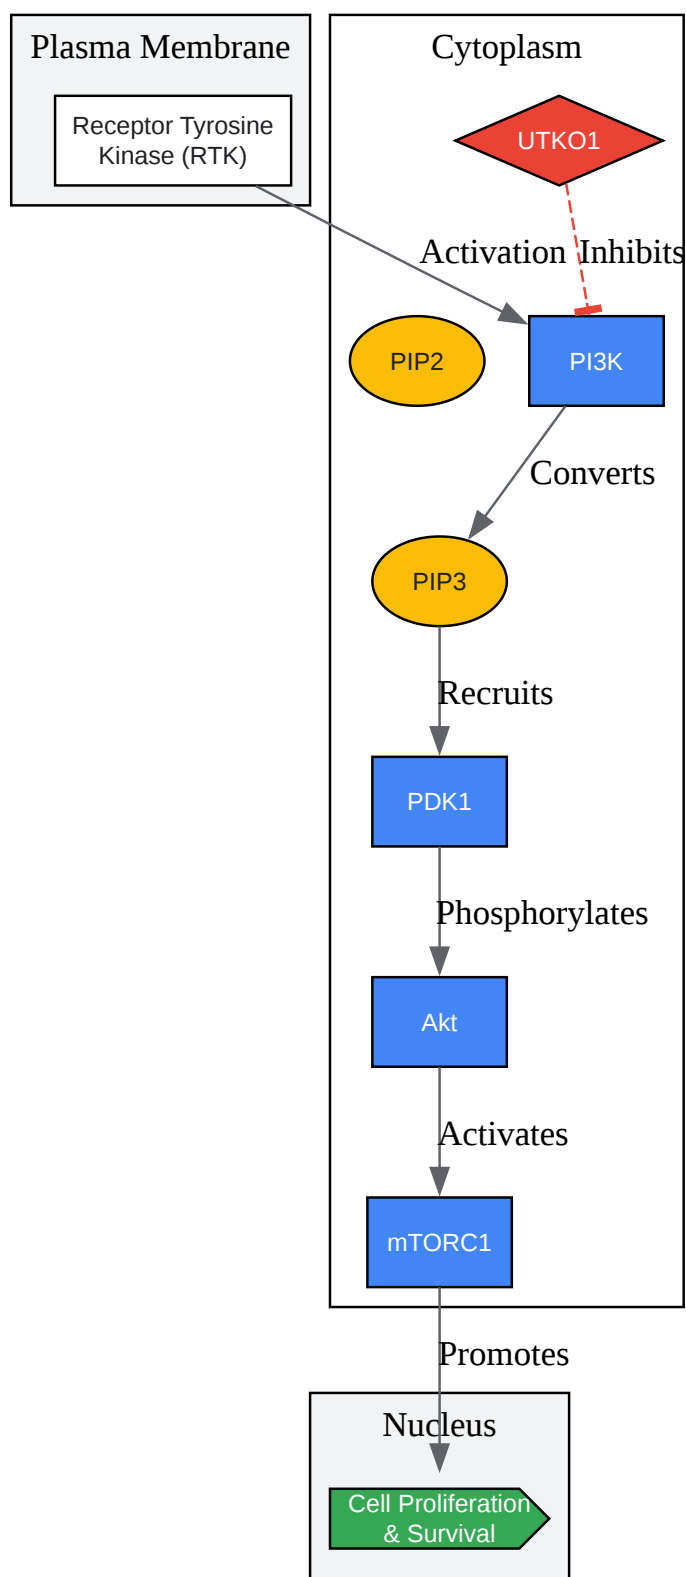 Plasma Membrane
Cytoplasm
Receptor Tyrosine
Kinase (RTK)
UTKO1
Activation
Inhibits
PIP2
PI3K
Converts
PIP3
Recruits
PDK1
Phosphorylates
Akt
Activates
mTORC1
Promotes
Nucleus
Cell Proliferation
& Survival